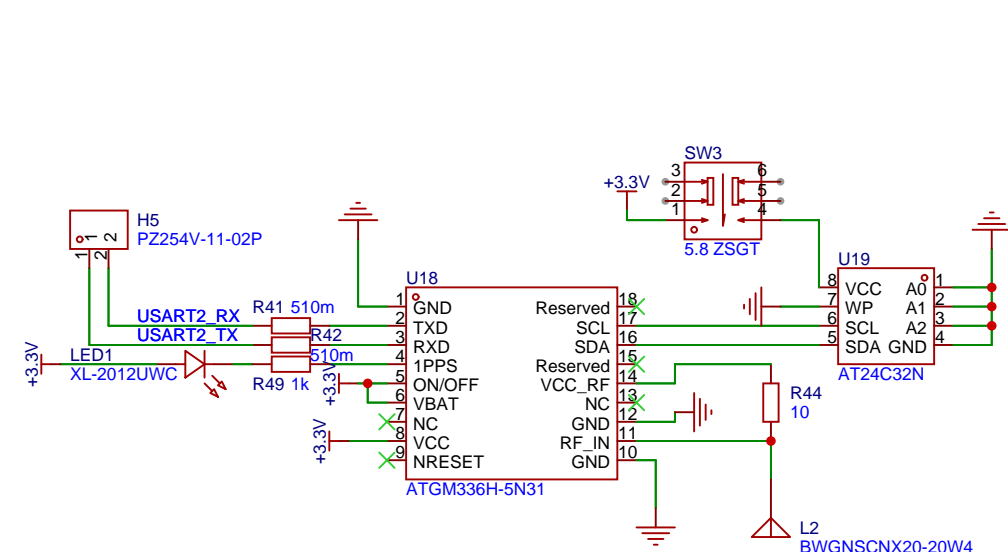 SW3
3
6
2
5
1
4
+3.3V
5.8 ZSGT
H5
PZ254V-11-02P
1
2
1
2
U19
8
VCC
A0
1
7
WP
A1
2
6
SCL
A2
3
5
SDA
GND
4
AT24C32N
U18
1
GND
Reserved
18
2
TXD
SCL
17
3
RXD
SDA
16
4
1PPS
Reserved
15
5
ON/OFF
VCC_RF
14
6
VBAT
NC
13
7
NC
GND
12
8
VCC
RF_IN
11
9
NRESET
GND
10
ATGM336H-5N31
R41 510m
USART2_RX
USART2_TX
R42
510m
LED1
XL-2012UWC
R49 1k
+3.3V
+3.3V
+3.3V
R44
10
L2
BWGNSCNX20-20W4